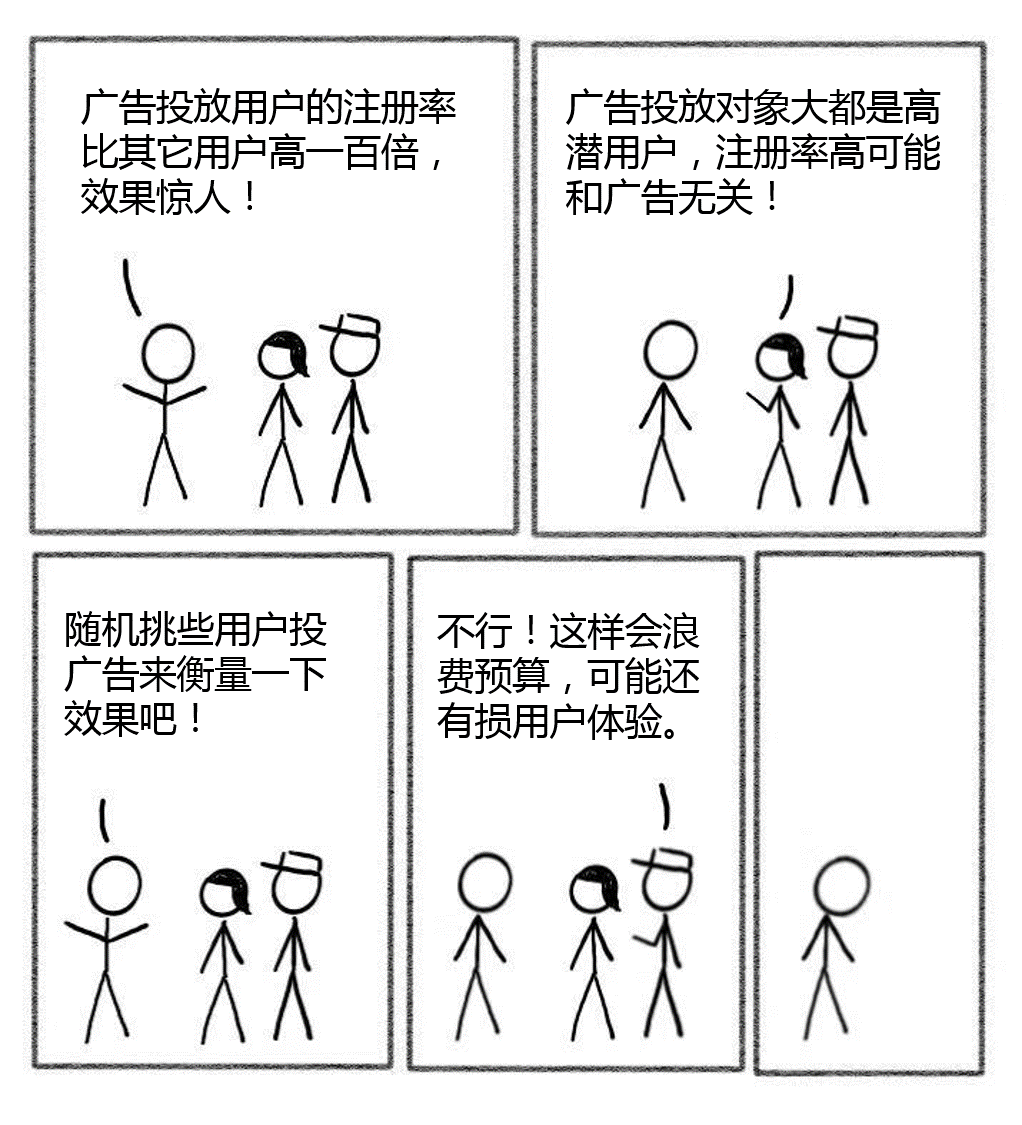 广告投放用户的注册率
比其它用户高一百倍，
效果惊人！
广告投放对象大都是高
潜用户，注册率高可能
和广告无关！
随机挑些用户投
广告来衡量一下
效果吧！
不行！这样会浪
费预算，可能还
有损用户体验。